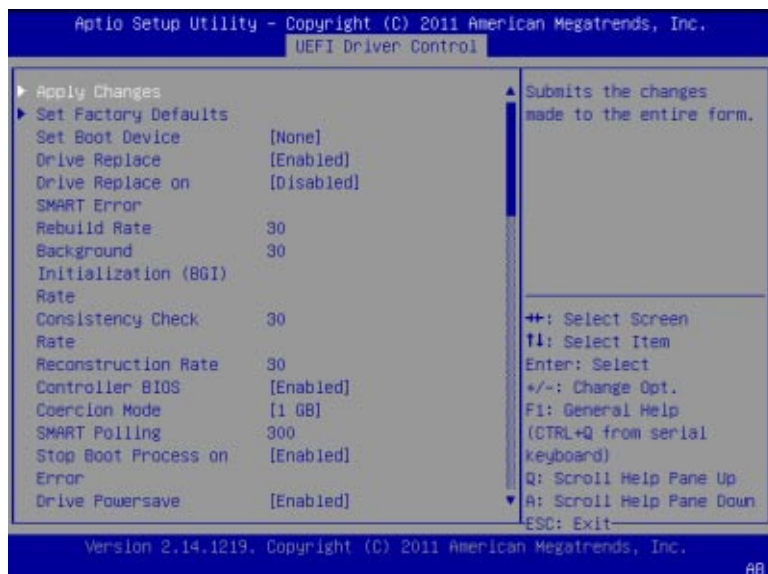 Aptio Setup Utility – Copyright (C) 2011 American Megatrends, Inc.
UEFI Driver Control
Apply Changes
Set Factory Defaults
Set Boot Device [None]
Drive Replace [Enabled]
Drive Replace on [Disabled]
SMART Error
Rebuild Rate 30
Background 30
Initialization (BGI)
Rate
Consistency Check 30
Rate
Reconstruction Rate 30
Controller BIOS [Enabled]
Coercion Mode [1 GB]
SMART Polling 300
Stop Boot Process on [Enabled]
Error
Drive Powersave [Enabled]
Submits the changes
made to the entire form.
→←: Select Screen
↑↓: Select Item
Enter: Select
+/-: Change Opt.
F1: General Help
(CTRL+Q from serial
keyboard)
Q: Scroll Help Pane Up
A: Scroll Help Pane Down
ESC: Exit
Version 2.14.1219. Copyright (C) 2011 American Megatrends, Inc.
AB